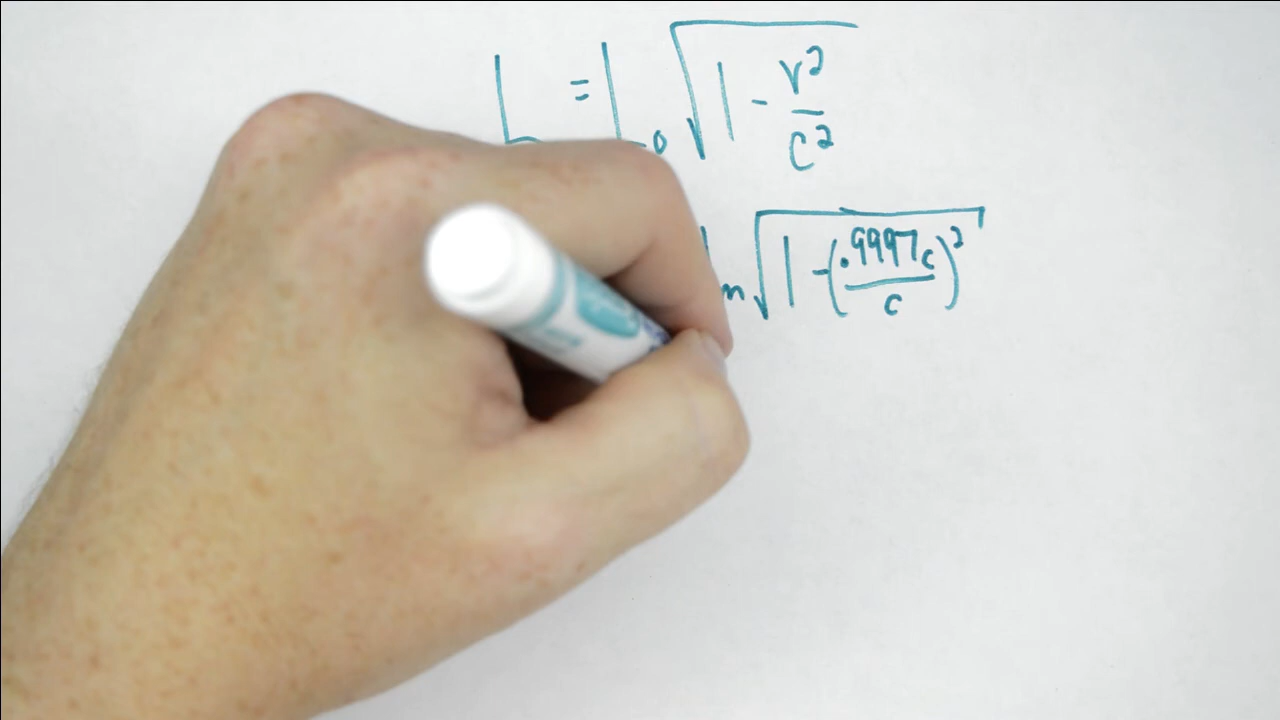 L = L₀ √(1 - v²/c²)
m √(1 - (.9997c/c)²)